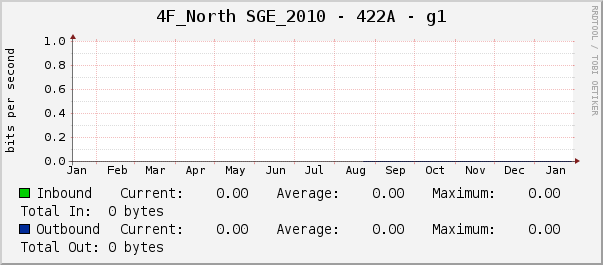 4F_North SGE_2010 - 422A - g1
RRDTOOL / TOBI OETIKER
bits per second
1.0
0.8
0.6
0.4
0.2
0.0
Jan Feb Mar Apr May Jun Jul Aug Sep Oct Nov Dec Jan
Inbound Current: 0.00 Average: 0.00 Maximum: 0.00
Total In: 0 bytes
Outbound Current: 0.00 Average: 0.00 Maximum: 0.00
Total Out: 0 bytes